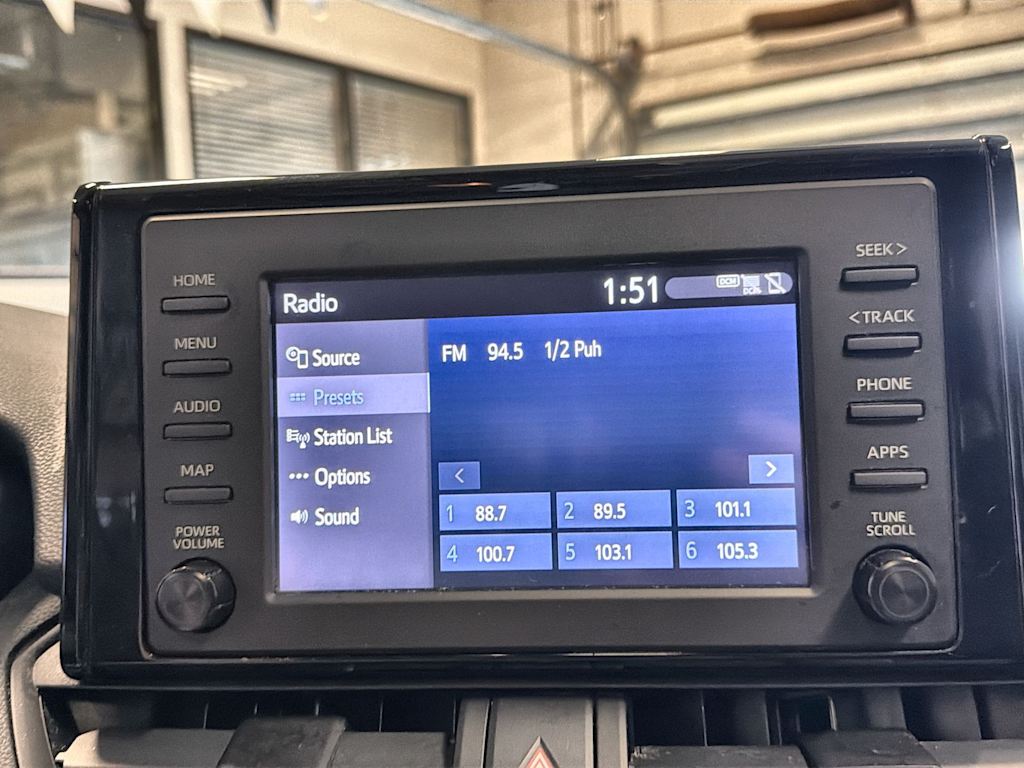 HOME
MENU
AUDIO
MAP
POWER
VOLUME
Radio
1:51
DCM
Source
Presets
Station List
Options
Sound
FM 94.5 1/2 Puh
<
>
1 88.7
2 89.5
3 101.1
4 100.7
5 103.1
6 105.3
SEEK >
< TRACK
PHONE
APPS
TUNE
SCROLL